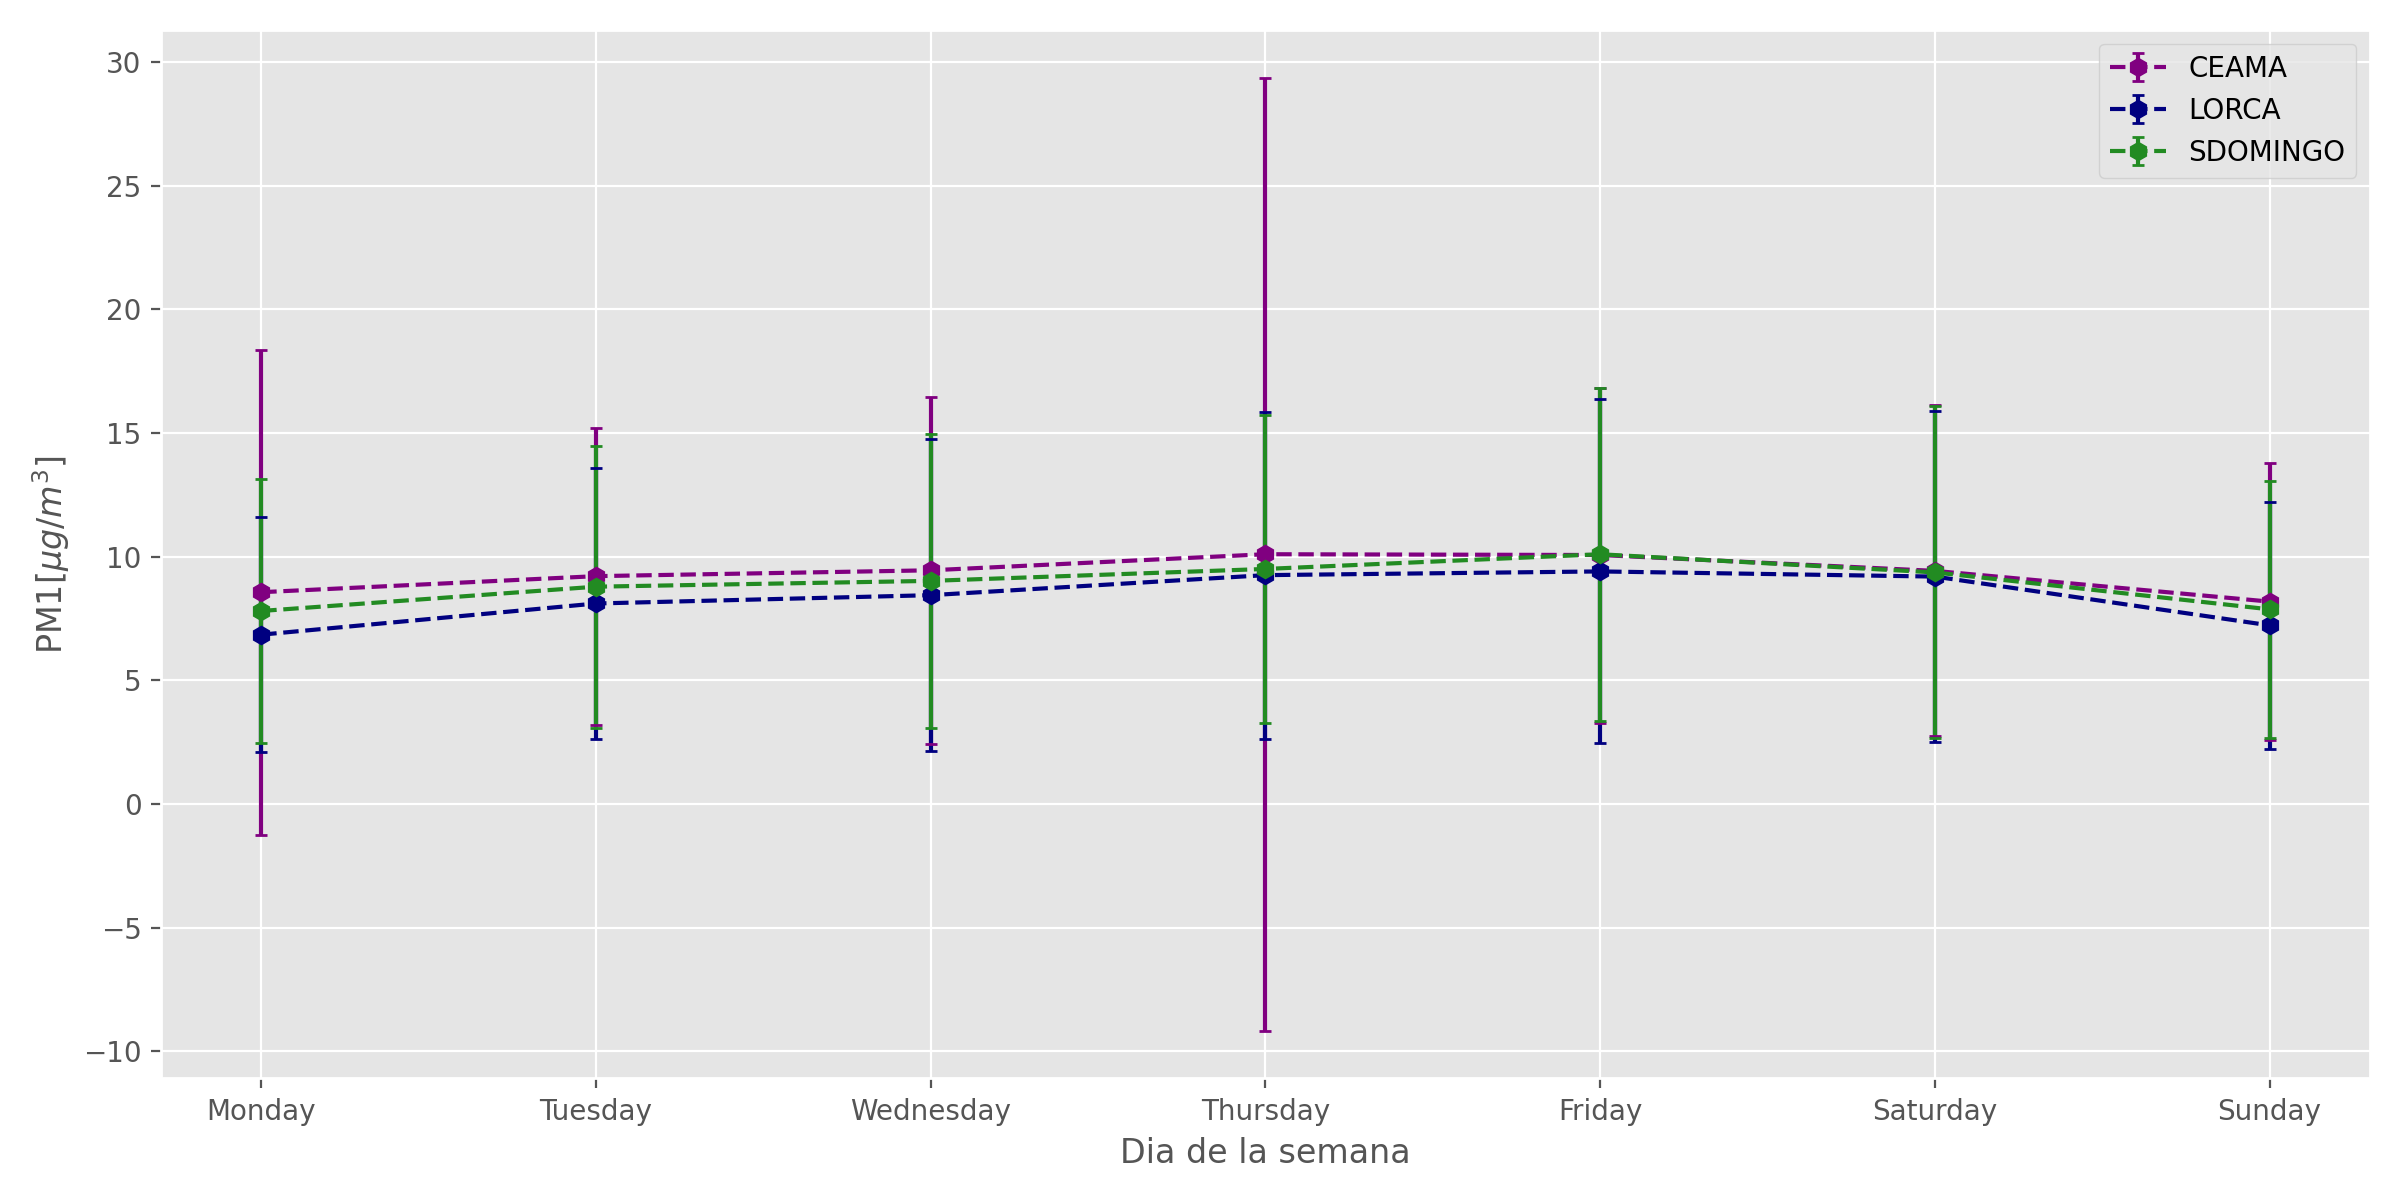 CEAMA
LORCA
SDOMINGO
PM1[μg/m³]
30
25
20
15
10
5
0
−5
−10
Monday Tuesday Wednesday Thursday Friday Saturday Sunday
Dia de la semana